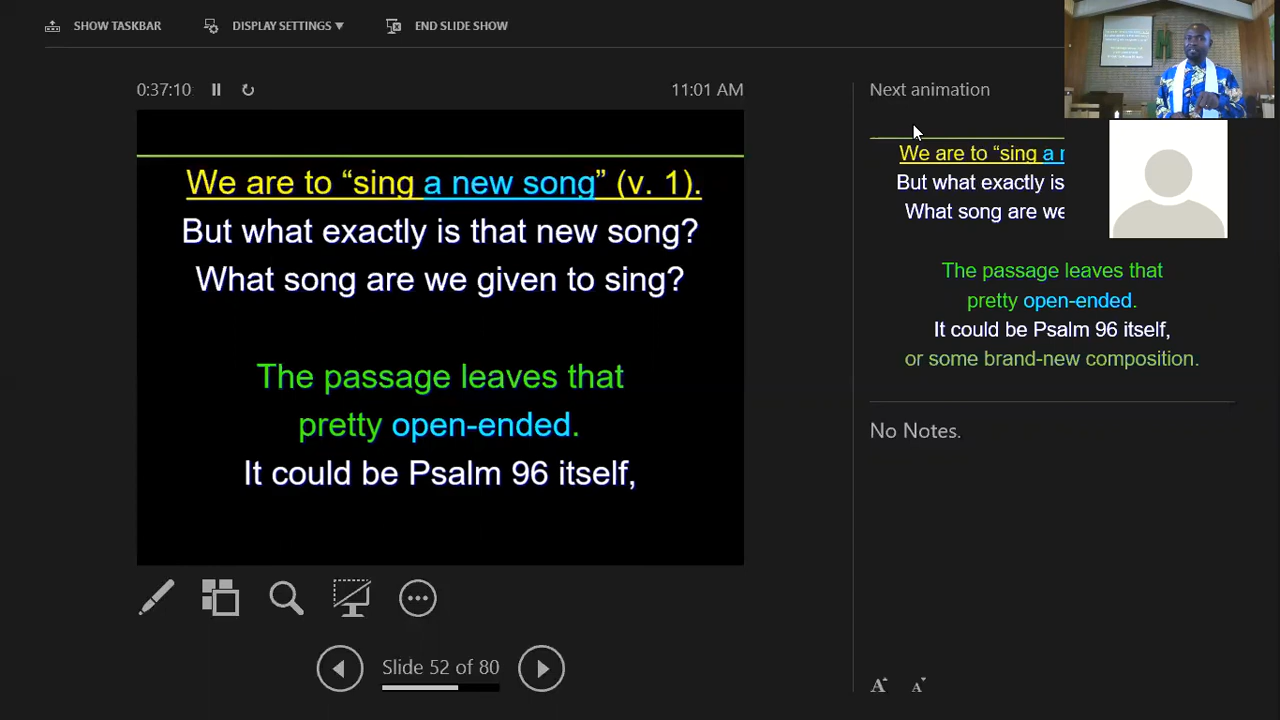 SHOW TASKBAR
DISPLAY SETTINGS ▼
END SLIDE SHOW
0:37:10
11:01 AM
We are to “sing a new song” (v. 1).
But what exactly is that new song?
What song are we given to sing?
The passage leaves that
pretty open-ended.
It could be Psalm 96 itself,
Slide 52 of 80
Next animation
We are to “sing a
But what exactly is
What song are we
The passage leaves that
pretty open-ended.
It could be Psalm 96 itself,
or some brand-new composition.
No Notes.
A A